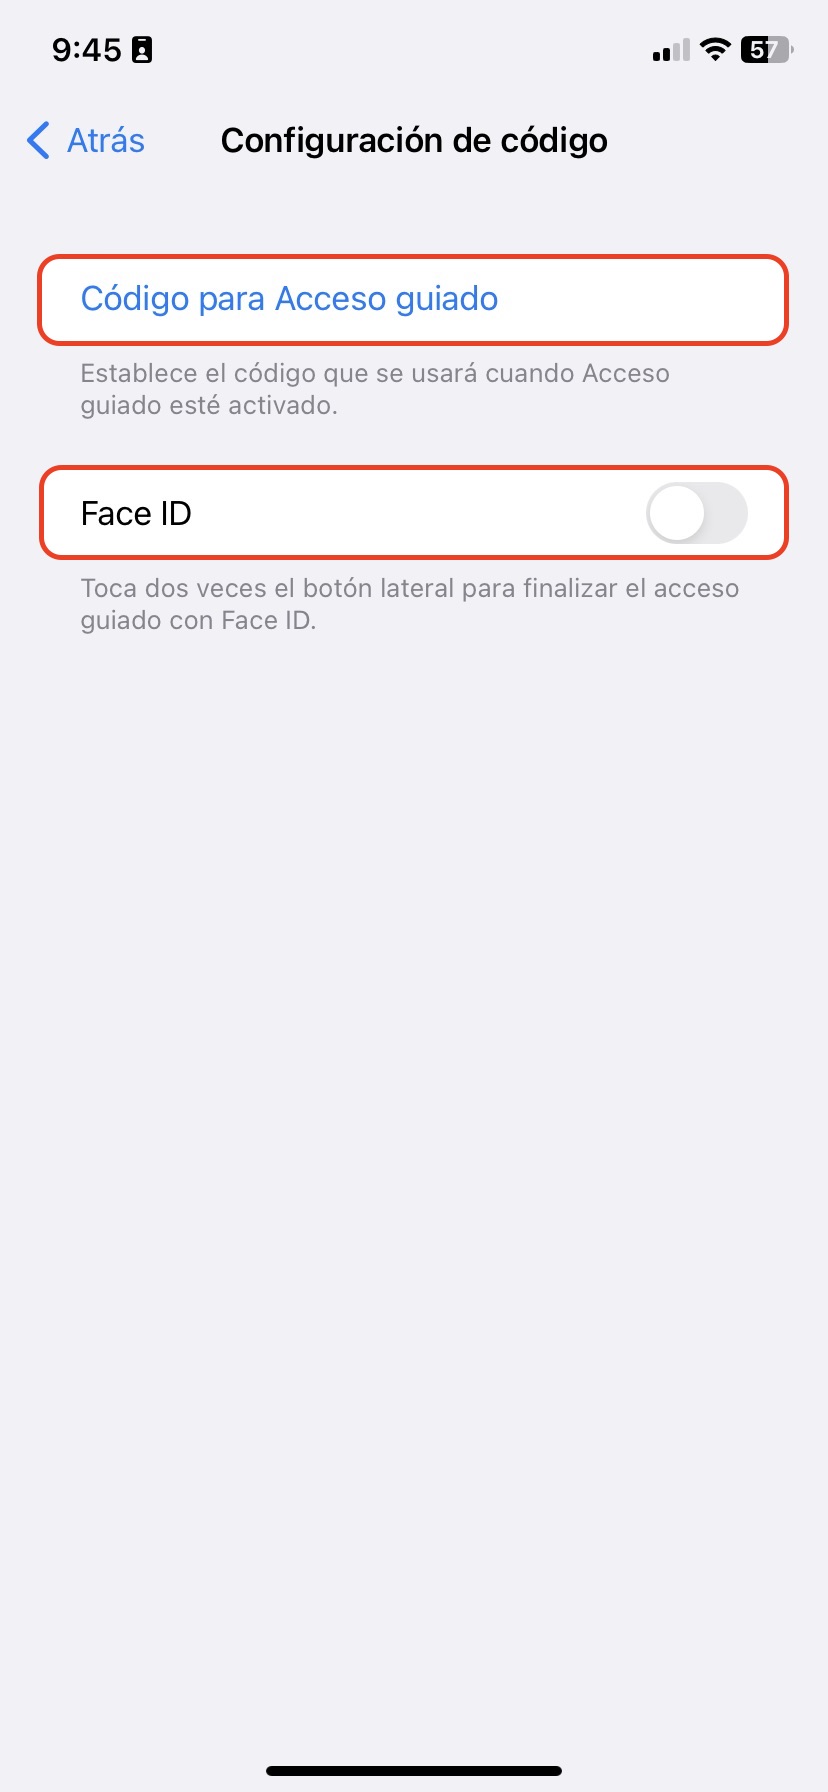 9:45
57
Atrás
Configuración de código
Código para Acceso guiado
Establece el código que se usará cuando Acceso
guiado esté activado.
Face ID
Toca dos veces el botón lateral para finalizar el acceso
guiado con Face ID.